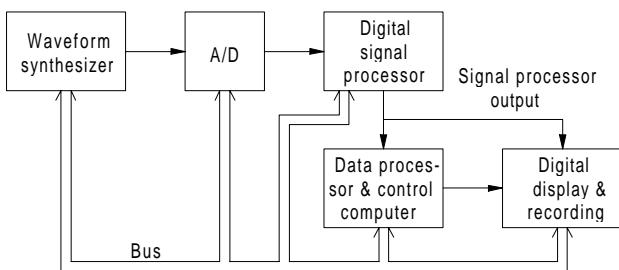 Waveform
synthesizer
A/D
Digital
signal
processor
Signal processor
output
Data proces-
sor & control
computer
Digital
display &
recording
Bus